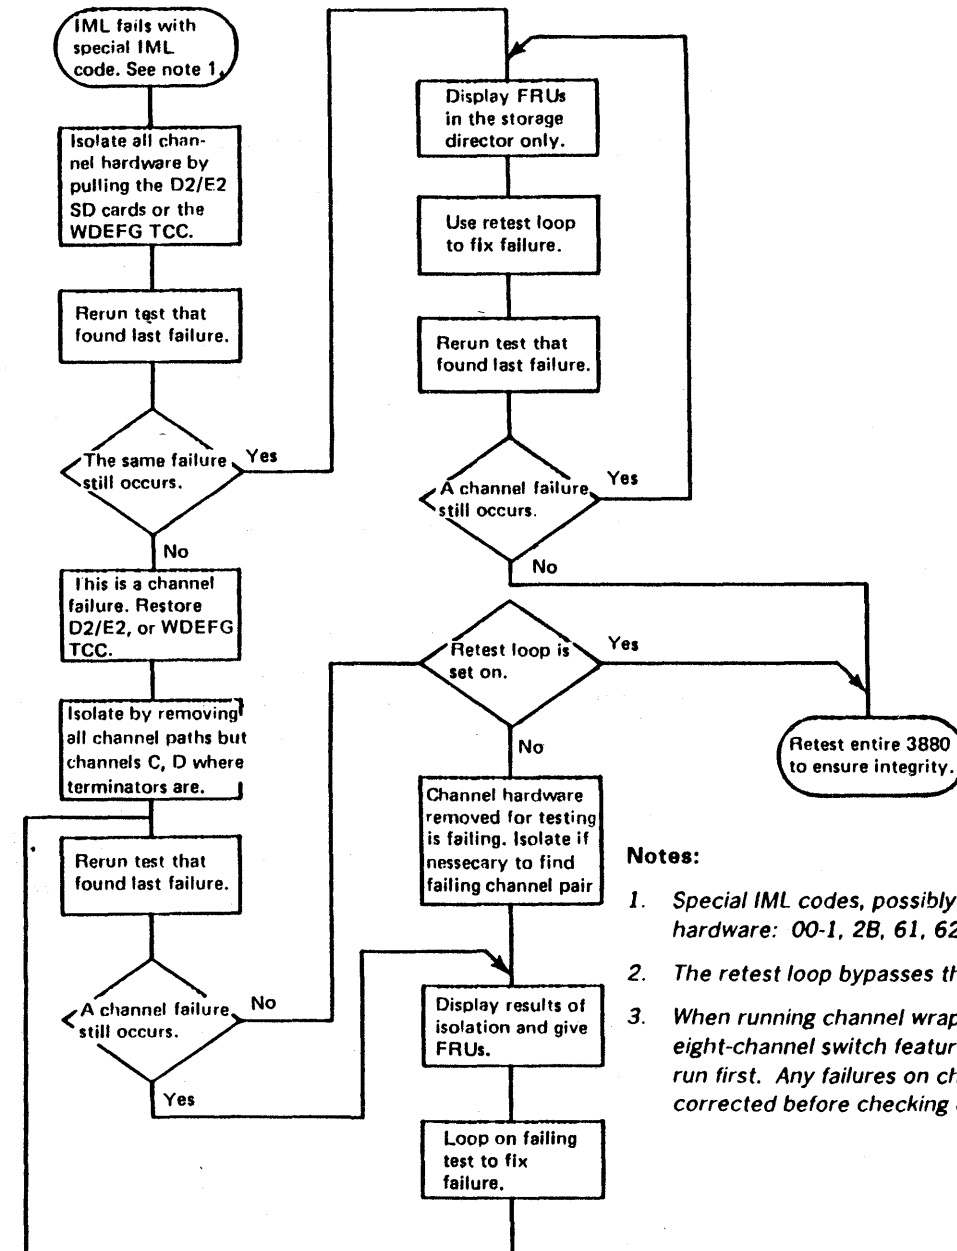 IML fails with
special IML
code. See note 1.
Isolate all chan-
nel hardware by
pulling the D2/E2
SD cards or the
WDEFG TCC.
Rerun test that
found last failure.
The same failure
still occurs.
Yes
No
This is a channel
failure. Restore
D2/E2, or WDEFG
TCC.
Isolate by removing
all channel paths but
channels C, D where
terminators are.
Rerun test that
found last failure.
A channel failure
still occurs.
No
Yes
Display FRUs
in the storage
director only.
Use retest loop
to fix failure.
Rerun test that
found last failure.
A channel failure
still occurs.
Yes
No
Retest loop is
set on.
Yes
No
Channel hardware
removed for testing
is failing. Isolate if
nessecary to find
failing channel pair
Display results of
isolation and give
FRUs.
Loop on failing
test to fix
failure.
Retest entire 3880
to ensure integrity.
Notes:
1. Special IML codes, possibly
hardware: 00-1, 2B, 61, 62
2. The retest loop bypasses th
3. When running channel wrap
eight-channel switch featur
run first. Any failures on ch
corrected before checking